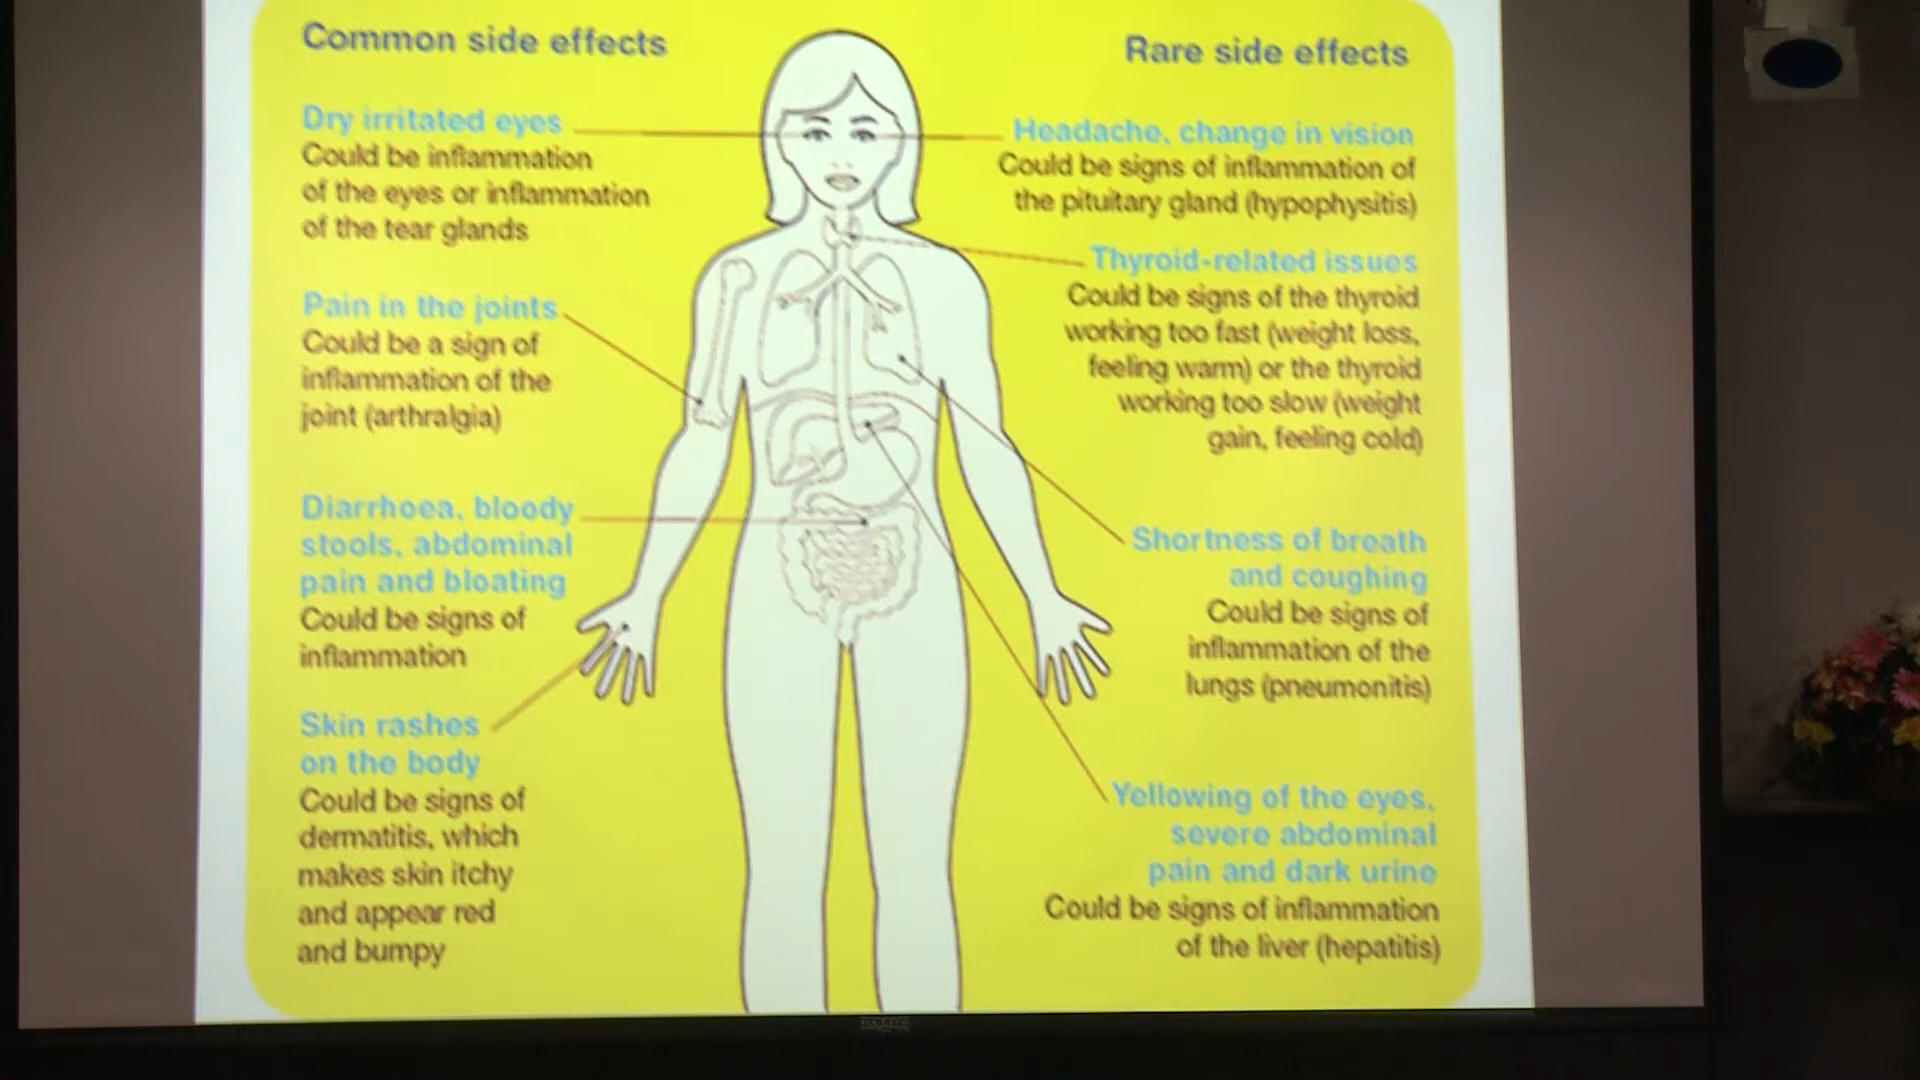 Common side effects
Dry irritated eyes
Could be inflammation
of the eyes or inflammation
of the tear glands
Pain in the joints
Could be a sign of
inflammation of the
joint (arthralgia)
Diarrhoea, bloody
stools, abdominal
pain and bloating
Could be signs of
inflammation
Skin rashes
on the body
Could be signs of
dermatitis, which
makes skin itchy
and appear red
and bumpy
Rare side effects
Headache, change in vision
Could be signs of inflammation of
the pituitary gland (hypophysitis)
Thyroid-related issues
Could be signs of the thyroid
working too fast (weight loss,
feeling warm) or the thyroid
working too slow (weight
gain, feeling cold)
Shortness of breath
and coughing
Could be signs of
inflammation of the
lungs (pneumonitis)
Yellowing of the eyes,
severe abdominal
pain and dark urine
Could be signs of inflammation
of the liver (hepatitis)